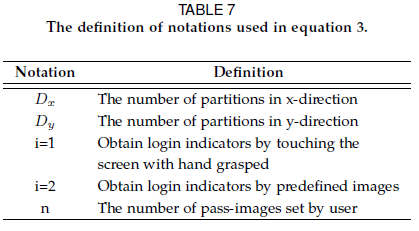 TABLE 7
The definition of notations used in equation 3.
Notation Definition
Dx The number of partitions in x-direction
Dy The number of partitions in y-direction
i=1 Obtain login indicators by touching the
screen with hand grasped
i=2 Obtain login indicators by predefined images
n The number of pass-images set by user